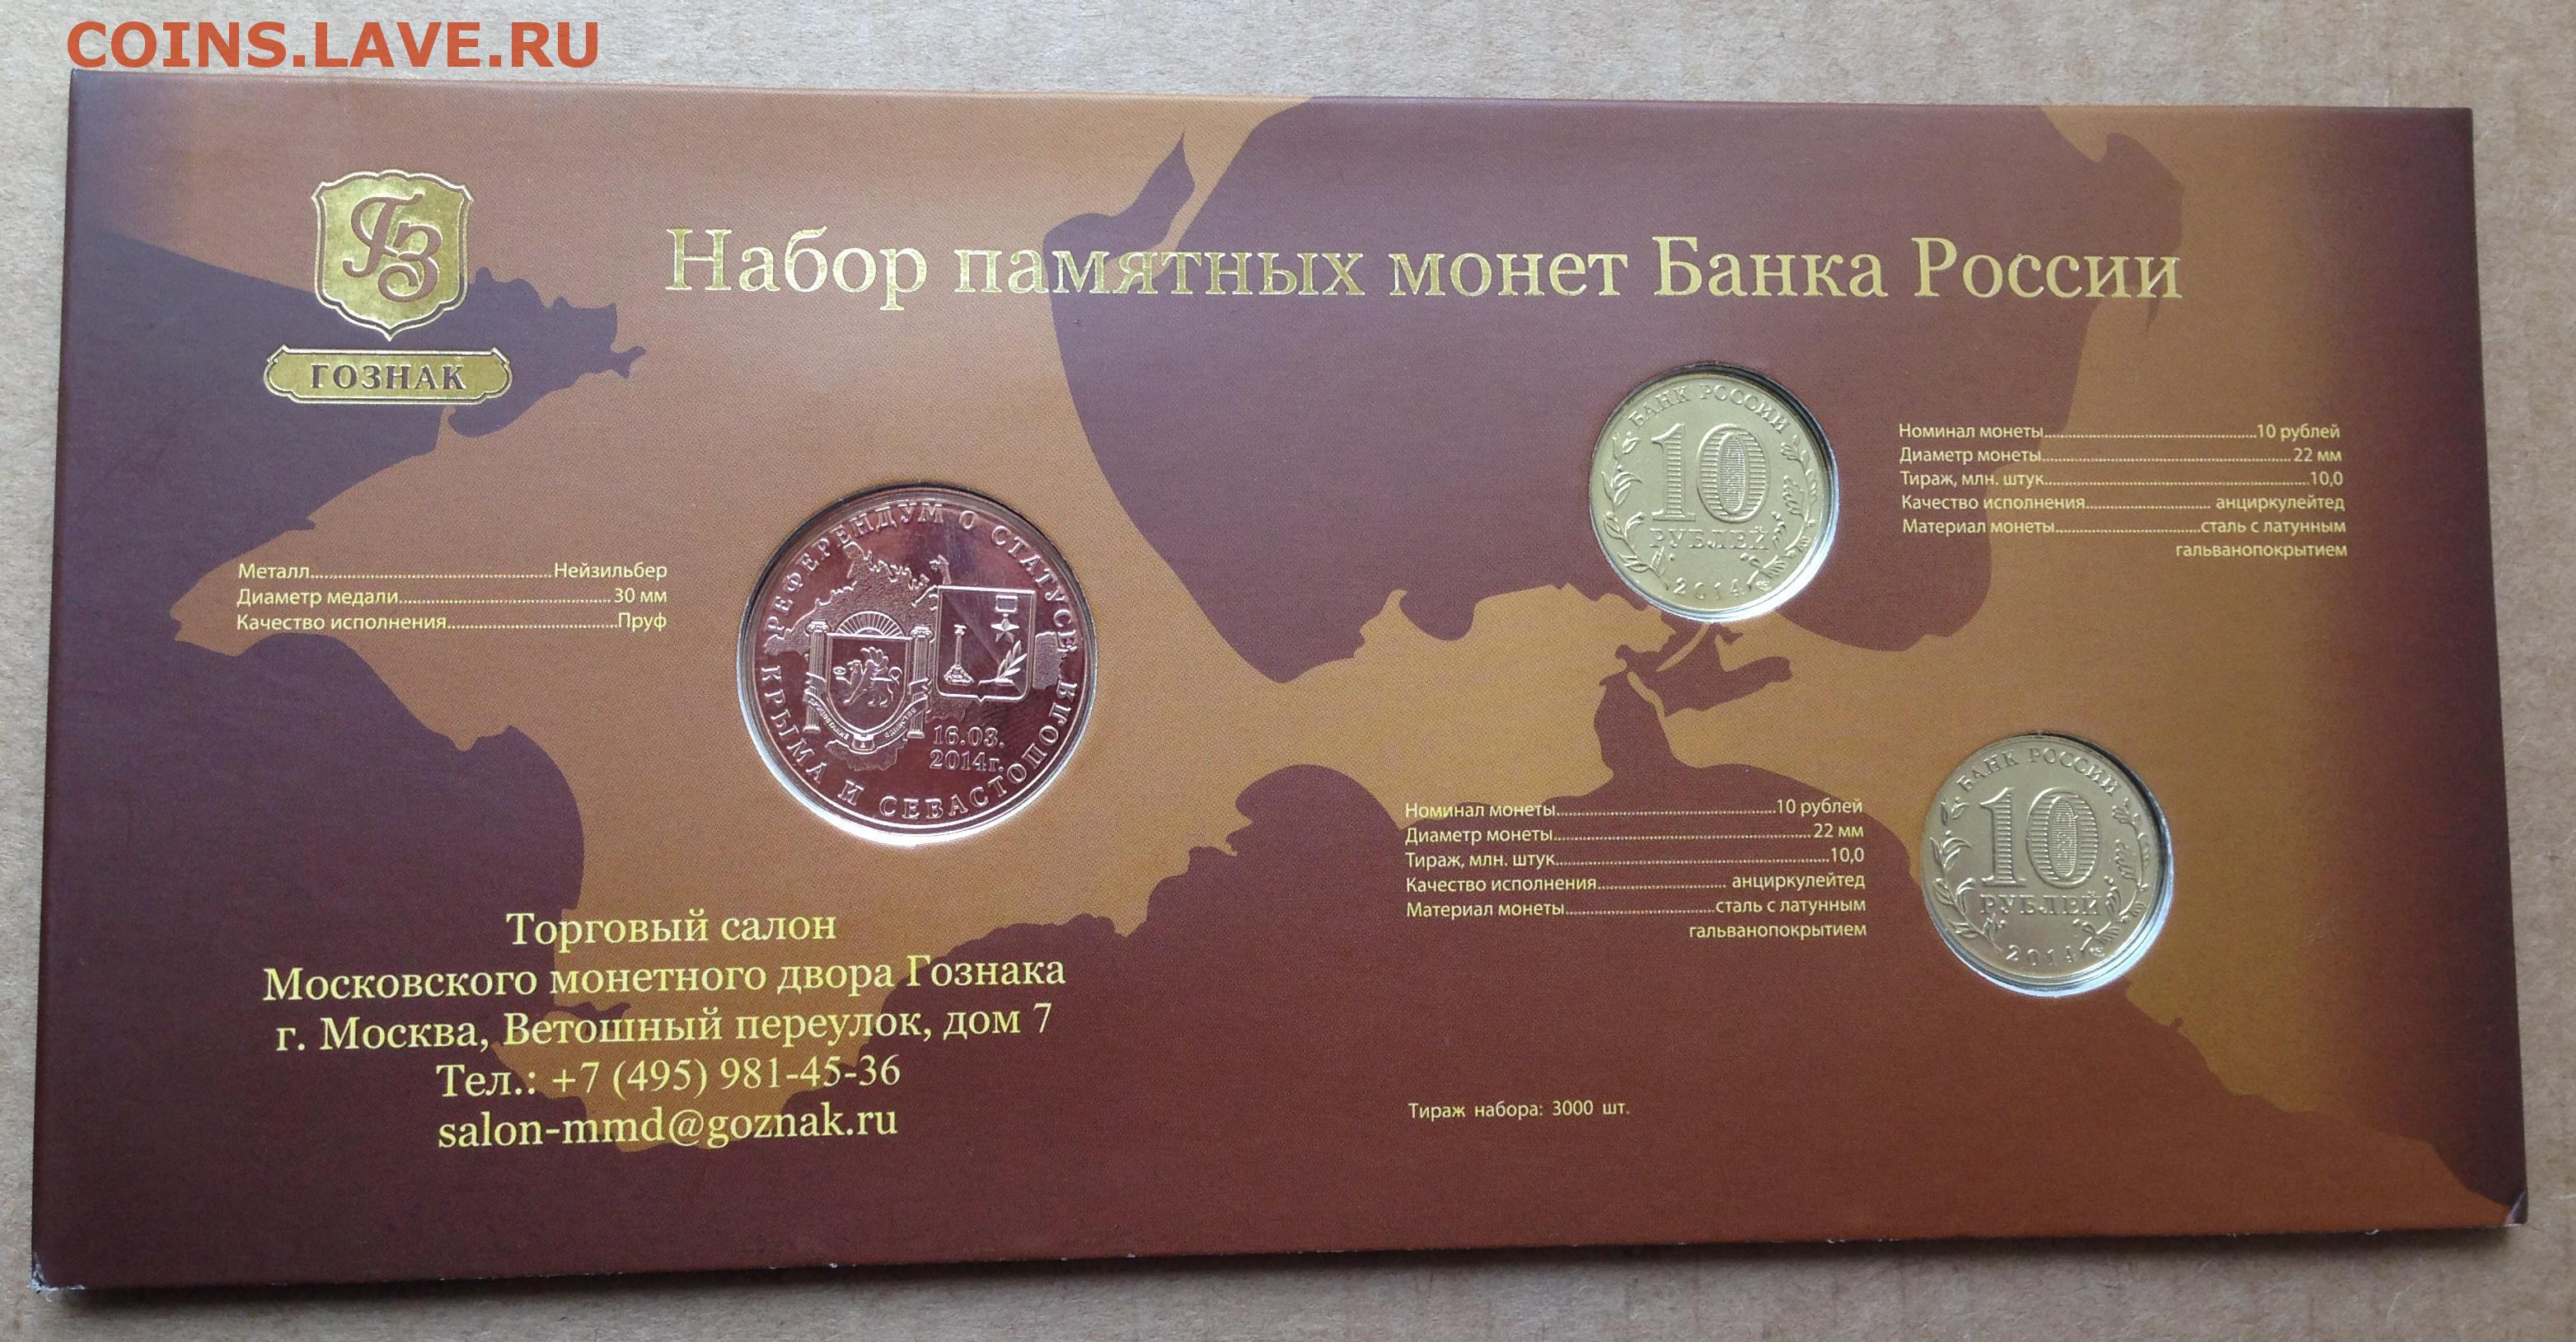 COINS.LAVE.RU
ГЗ
ГОЗНАК
Набор памятных монет Банка России
Металл..........Нейзильбер
Диаметр медали..........30 мм
Качество исполнения..........Пруф
РЕФЕРЕНДУМ О СТАТУСЕ
КРЫМА И СЕВАСТОПОЛЯ
16.03.
2014г.
БАНК РОССИИ
10
РУБЛЕЙ
2014
Номинал монеты..........10 рублей
Диаметр монеты..........22 мм
Тираж, млн. штук..........10,0
Качество исполнения..........анциркулейтед
Материал монеты..........сталь с латунным
гальванопокрытием
Номинал монеты..........10 рублей
Диаметр монеты..........22 мм
Тираж, млн. штук..........10,0
Качество исполнения..........анциркулейтед
Материал монеты..........сталь с латунным
гальванопокрытием
БАНК РОССИИ
10
РУБЛЕЙ
2014
Торговый салон
Московского монетного двора Гознака
г. Москва, Ветошный переулок, дом 7
Тел.: +7 (495) 981-45-36
salon-mmd@goznak.ru
Тираж набора: 3000 шт.